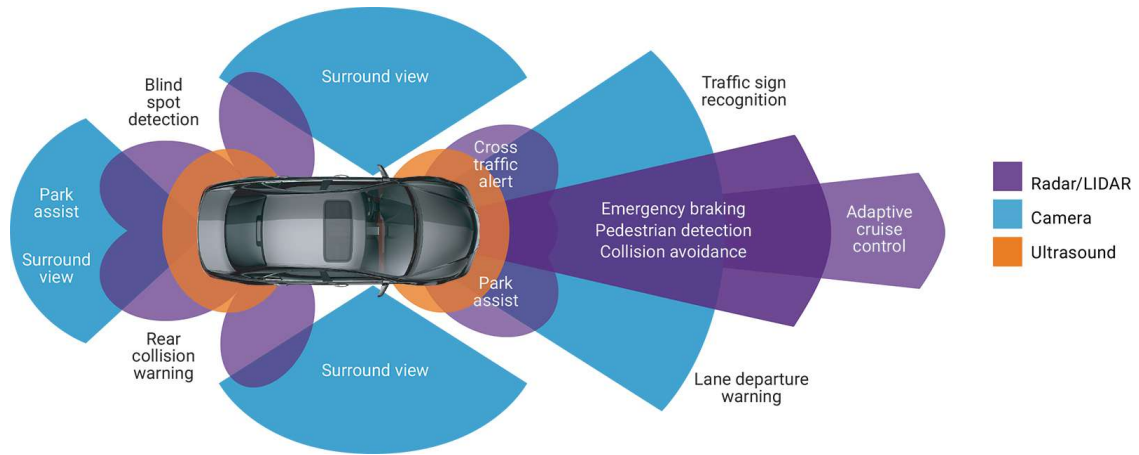 Surround view
Blind
spot
detection
Traffic sign
recognition
Cross
traffic
alert
Park
assist
Surround
view
Emergency braking
Pedestrian detection
Collision avoidance
Adaptive
cruise
control
Radar/LIDAR
Camera
Ultrasound
Park
assist
Rear
collision
warning
Surround view
Lane departure
warning